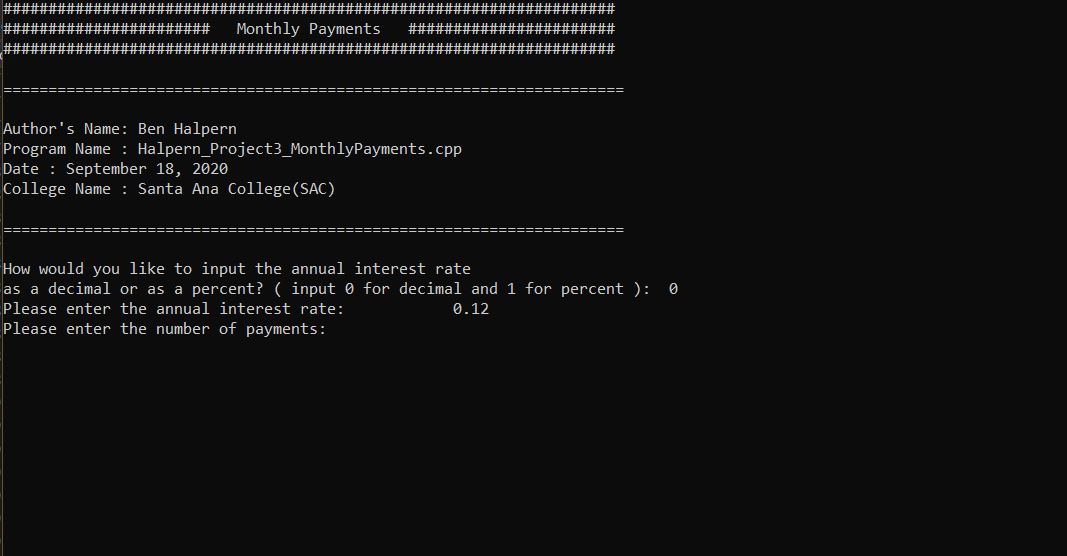 ####################################################################
#######################   Monthly Payments   #######################
####################################################################
=====================================================================
Author's Name: Ben Halpern
Program Name : Halpern_Project3_MonthlyPayments.cpp
Date : September 18, 2020
College Name : Santa Ana College(SAC)
=====================================================================
How would you like to input the annual interest rate
as a decimal or as a percent? ( input 0 for decimal and 1 for percent ):  0
Please enter the annual interest rate:            0.12
Please enter the number of payments: